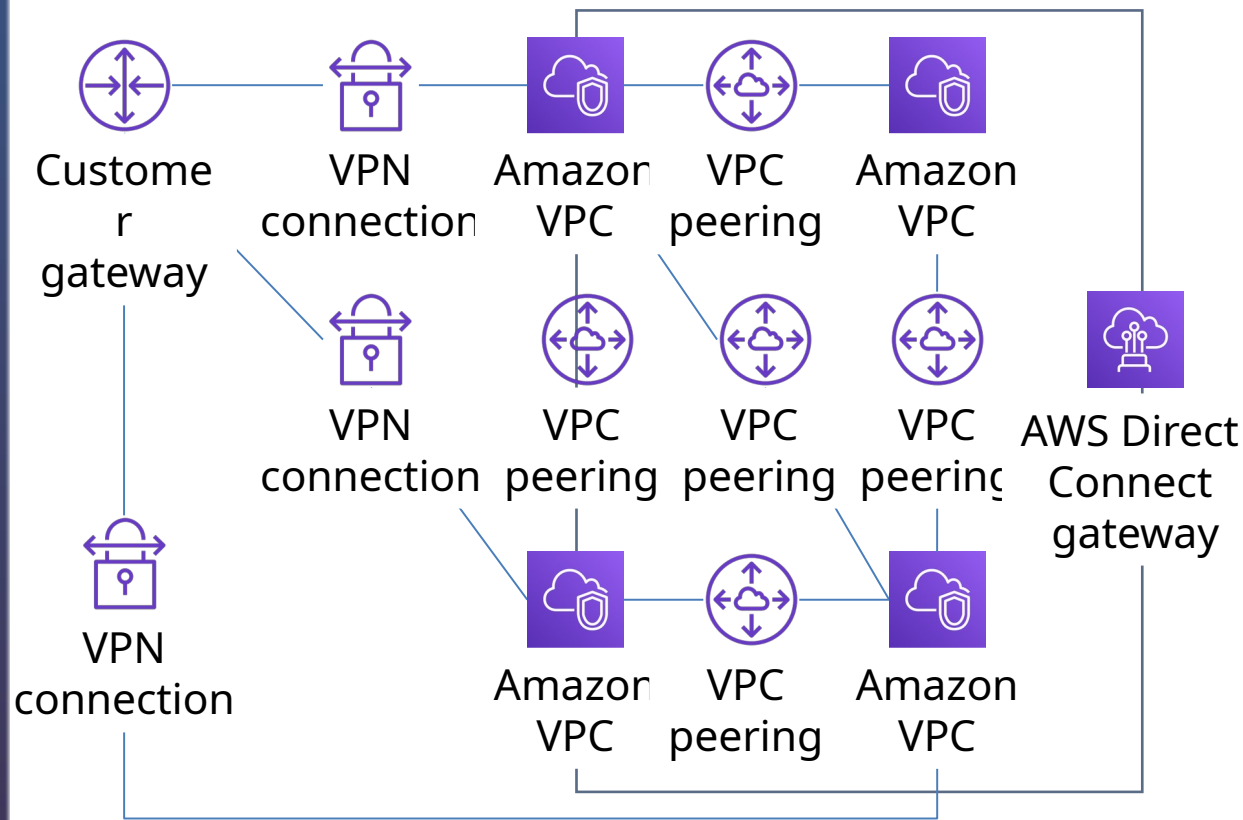 Custome
r
gateway
VPN
connection
Amazon
VPC
VPC
peering
Amazon
VPC
VPN
connection
VPC
peering
VPC
peering
VPC
peering
AWS Direct
Connect
gateway
VPN
connection
Amazon
VPC
VPC
peering
Amazon
VPC